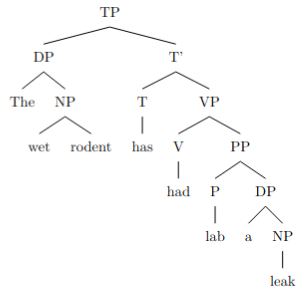 TP
DP T'
The NP T VP
wet rodent has V PP
had P DP
lab a NP
leak